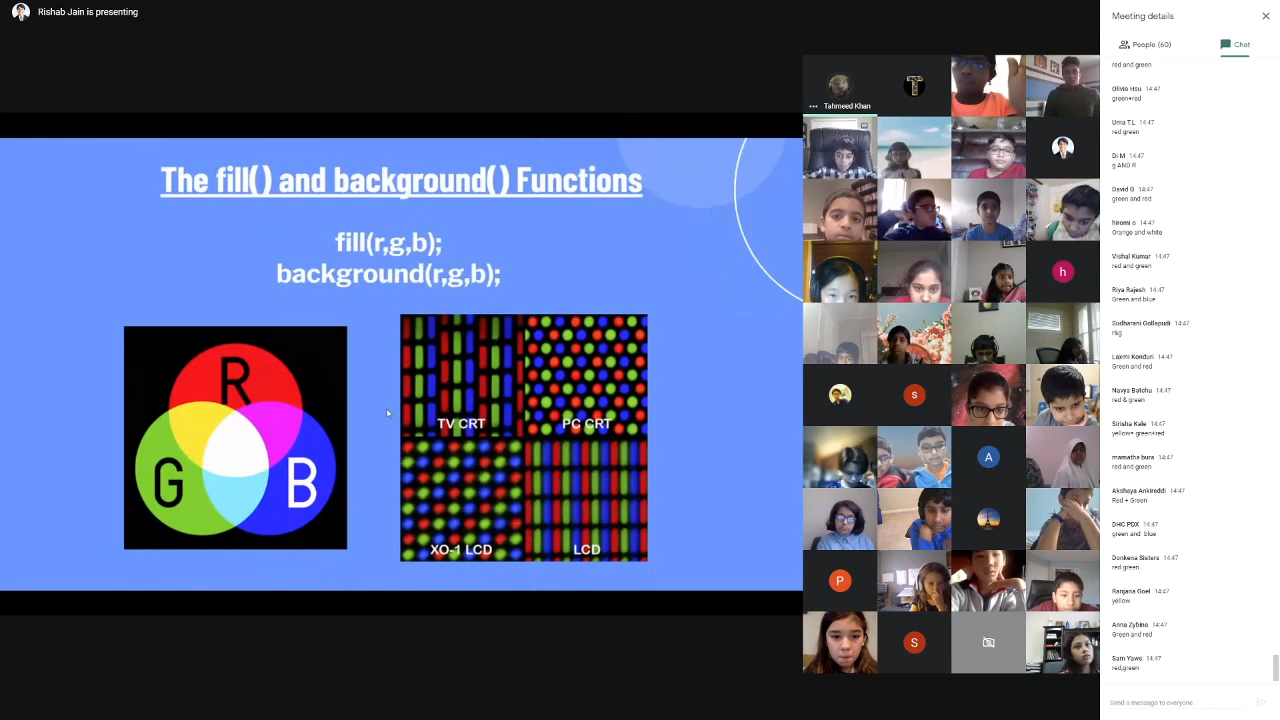 Rishab Jain is presenting
The fill() and background() Functions
fill(r,g,b);
background(r,g,b);
R
G
B
TV CRT
PC CRT
XO-1 LCD
LCD
T
Tahmeed Khan
h
s
A
P
S
Meeting details
People (60)
Chat
red and green
Olivia Hsu 14:47
green+red
Uma T.L 14:47
red green
Di M 14:47
g AND R
David G 14:47
green and red
hiromi o 14:47
Orange and white
Vishal Kumar 14:47
red and green
Riya Rajesh 14:47
Green and blue
Sudharani Gollapudi 14:47
r&g
Laxmi Konduri 14:47
Green and red
Navya Batchu 14:47
red & green
Sirisha Kale 14:47
yellow= green+red
mamatha bura 14:47
red and green
Akshaya Ankireddi 14:47
Red + Green
DHC PDX 14:47
green and blue
Donkena Sisters 14:47
red green
Ranjana Goel 14:47
yellow
Anna Zybina 14:47
Green and red
Sam Yaws 14:47
red,green
Send a message to everyone